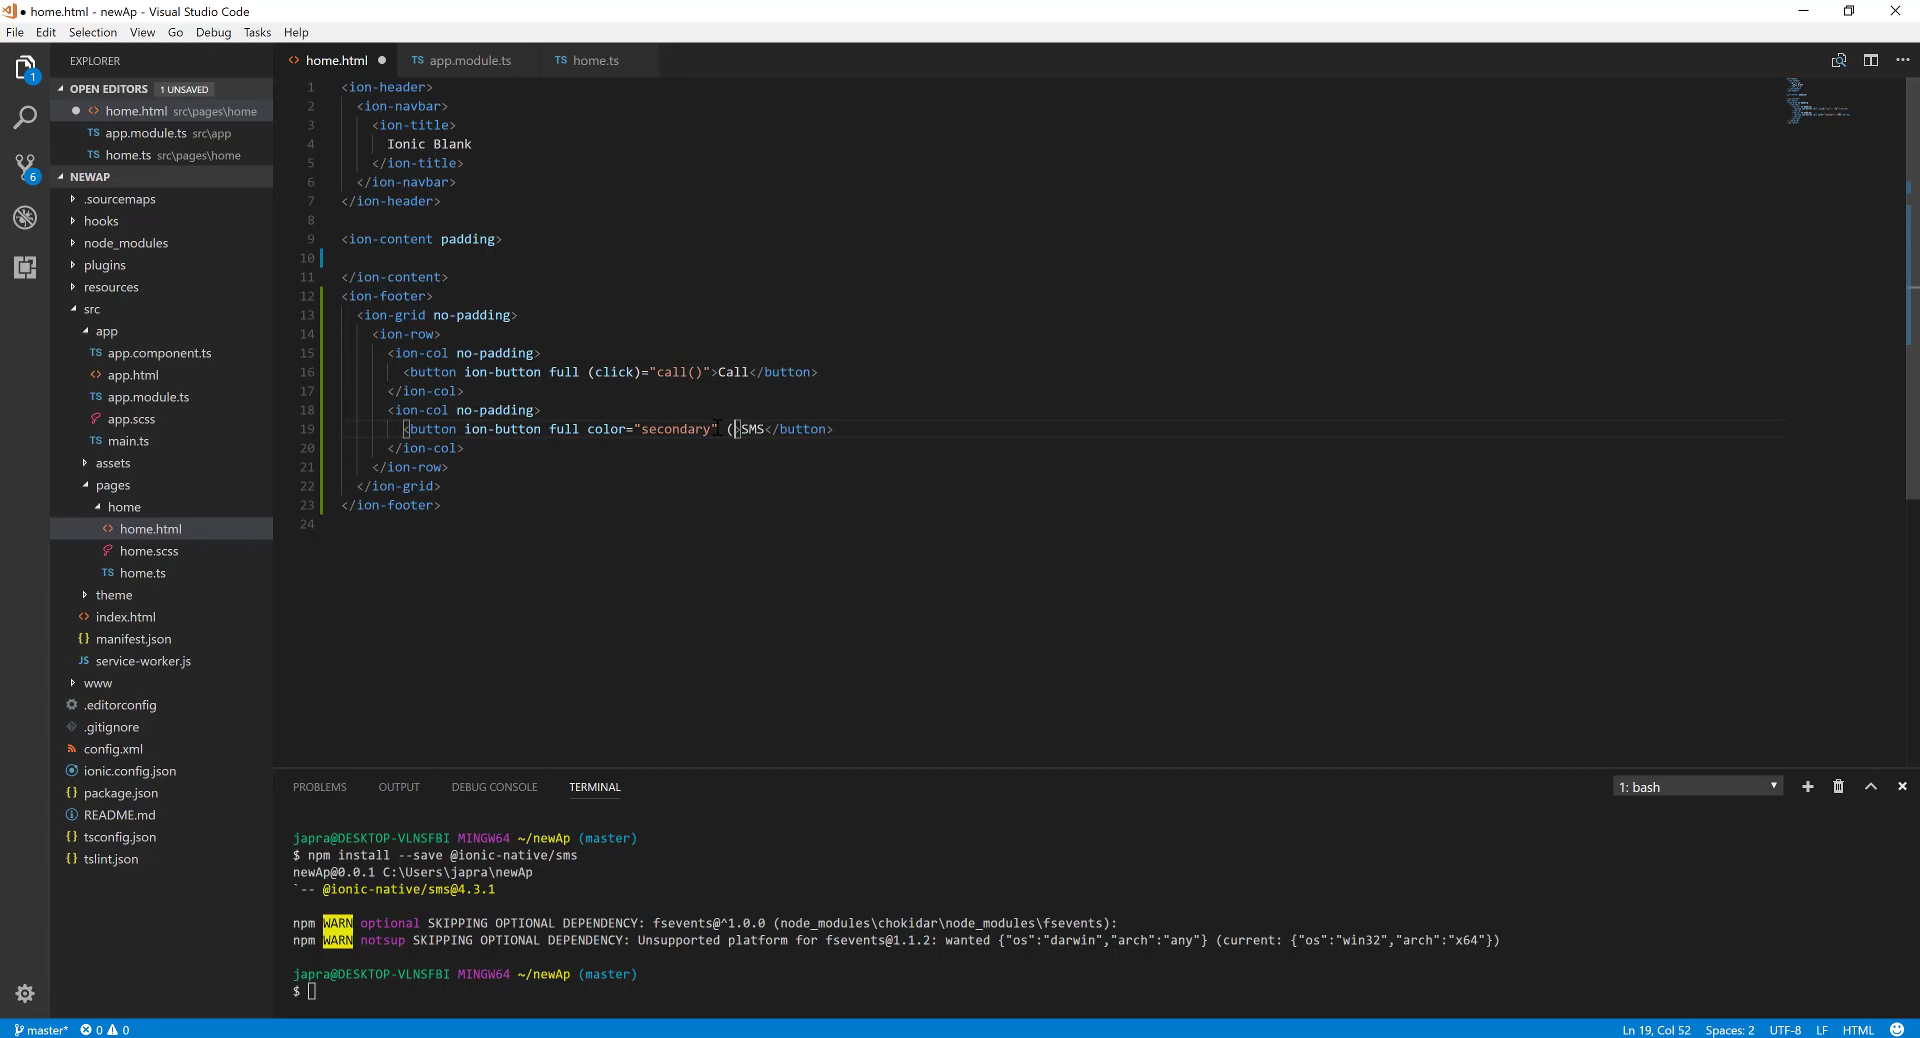 ● home.html - newAp - Visual Studio Code
File Edit Selection View Go Debug Tasks Help
1
6
EXPLORER
OPEN EDITORS 1 UNSAVED
home.html src\pages\home
TS app.module.ts src\app
TS home.ts src\pages\home
NEWAP
.sourcemaps
hooks
node_modules
plugins
resources
src
app
TS app.component.ts
<> app.html
TS app.module.ts
app.scss
TS main.ts
assets
pages
home
<> home.html
home.scss
TS home.ts
theme
<> index.html
{} manifest.json
JS service-worker.js
www
.editorconfig
.gitignore
config.xml
ionic.config.json
{} package.json
README.md
{} tsconfig.json
{} tslint.json
<> home.html ● TS app.module.ts TS home.ts
1 <ion-header>
2 <ion-navbar>
3 <ion-title>
4 Ionic Blank
5 </ion-title>
6 </ion-navbar>
7 </ion-header>
8
9 <ion-content padding>
10
11 </ion-content>
12 <ion-footer>
13 <ion-grid no-padding>
14 <ion-row>
15 <ion-col no-padding>
16 <button ion-button full (click)="call()">Call</button>
17 </ion-col>
18 <ion-col no-padding>
19 <button ion-button full color="secondary" (>SMS</button>
20 </ion-col>
21 </ion-row>
22 </ion-grid>
23 </ion-footer>
24
PROBLEMS OUTPUT DEBUG CONSOLE TERMINAL 1: bash
japra@DESKTOP-VLNSFBI MINGW64 ~/newAp (master)
$ npm install --save @ionic-native/sms
newAp@0.0.1 C:\Users\japra\newAp
`-- @ionic-native/sms@4.3.1
npm WARN optional SKIPPING OPTIONAL DEPENDENCY: fsevents@^1.0.0 (node_modules\chokidar\node_modules\fsevents):
npm WARN notsup SKIPPING OPTIONAL DEPENDENCY: Unsupported platform for fsevents@1.1.2: wanted {"os":"darwin","arch":"any"} (current: {"os":"win32","arch":"x64"})
japra@DESKTOP-VLNSFBI MINGW64 ~/newAp (master)
$
master* 0 0 Ln 19, Col 52 Spaces: 2 UTF-8 LF HTML